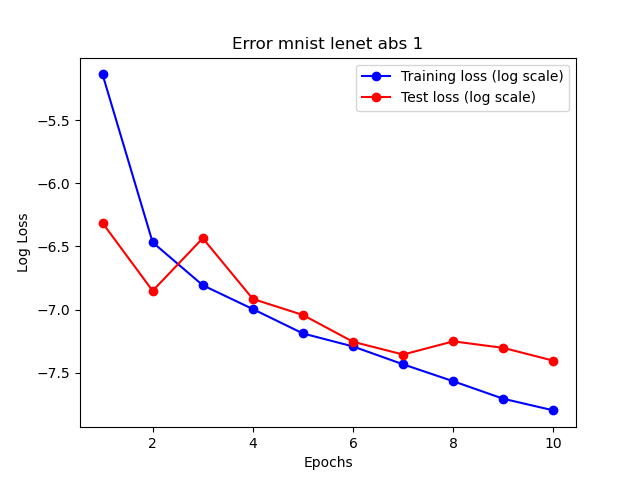 Error mnist lenet abs 1
Training loss (log scale)
Test loss (log scale)
−5.5
−6.0
−6.5
−7.0
−7.5
Log Loss
2 4 6 8 10
Epochs